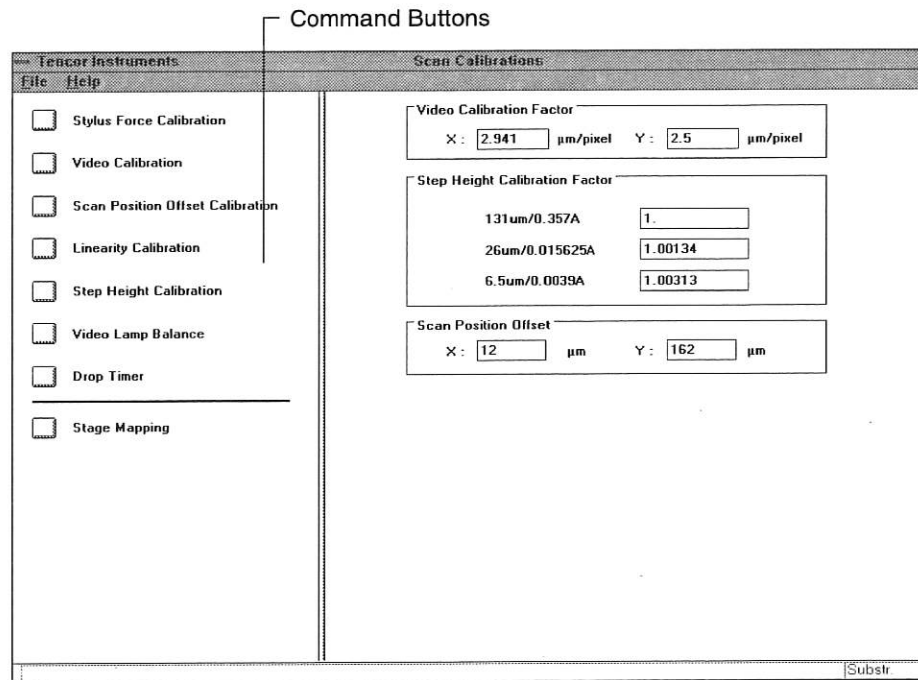 Command Buttons
Tencor Instruments Scan Calibrations
File Help
Stylus Force Calibration
Video Calibration
Scan Position Offset Calibration
Linearity Calibration
Step Height Calibration
Video Lamp Balance
Drop Timer
Stage Mapping
Video Calibration Factor
X: 2.941 µm/pixel Y: 2.5 µm/pixel
Step Height Calibration Factor
131um/0.357A 1.
26um/0.015625A 1.00134
6.5um/0.0039A 1.00313
Scan Position Offset
X: 12 µm Y: 162 µm
Substr.